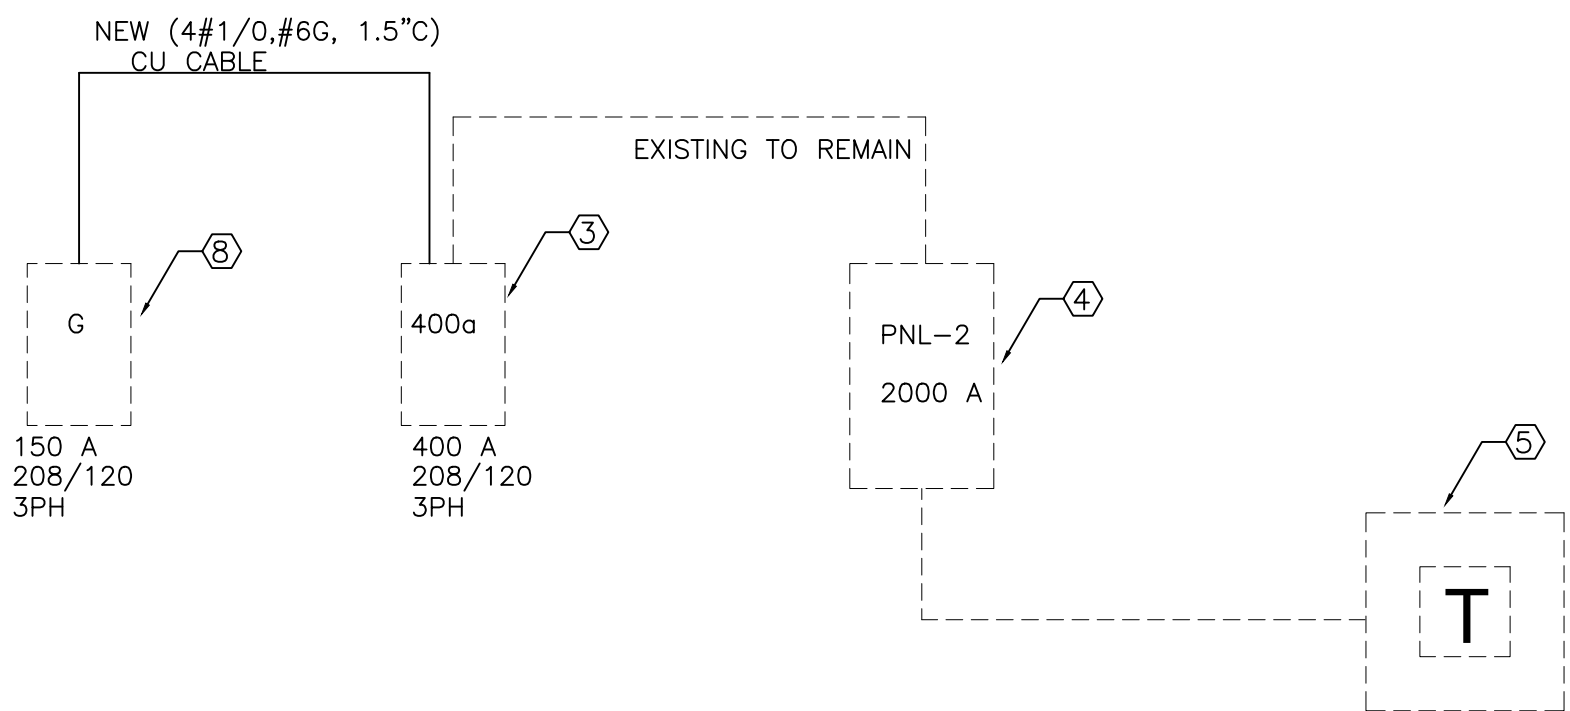 NEW (4#1/0,#6G, 1.5"C)
CU CABLE
EXISTING TO REMAIN
8
3
4
G
400a
PNL-2
2000 A
150 A
208/120
3PH
400 A
208/120
3PH
5
T